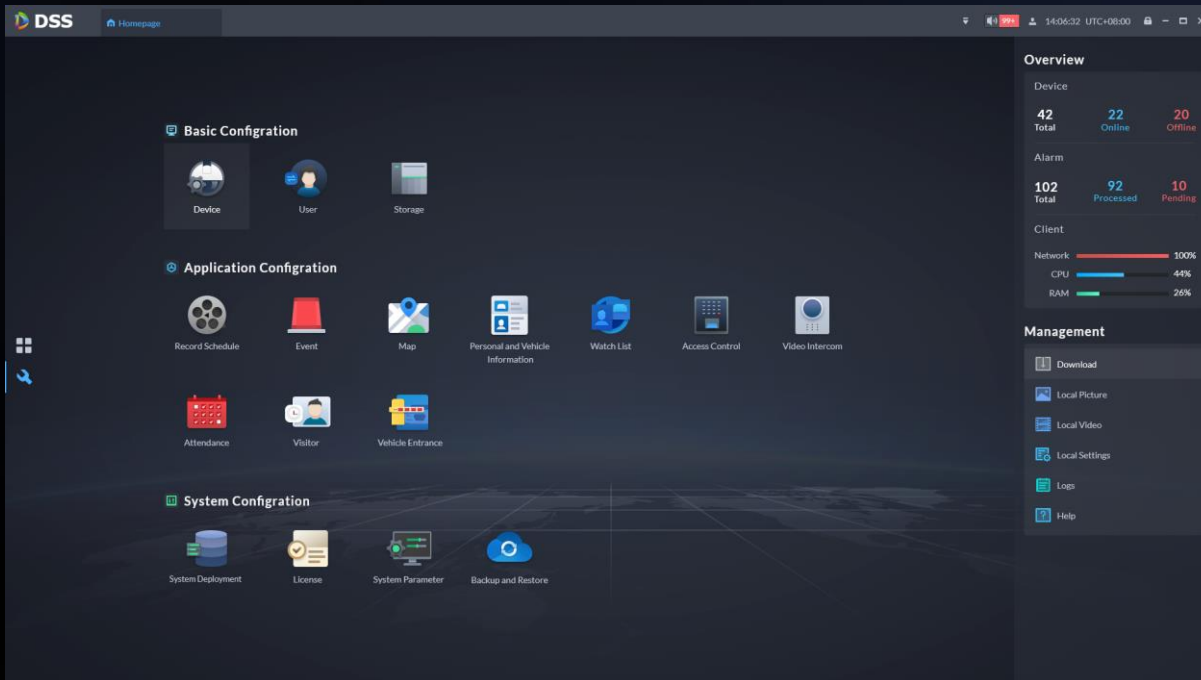 DSS
Homepage
99+
14:06:32 UTC+08:00
Basic Configration
Device
User
Storage
Application Configration
Record Schedule
Event
Map
Personal and Vehicle
Information
Watch List
Access Control
Video Intercom
Attendance
Visitor
Vehicle Entrance
System Configration
System Deployment
License
System Parameter
Backup and Restore
Overview
Device
42 22 20
Total Online Offline
Alarm
102 92 10
Total Processed Pending
Client
Network 100%
CPU 44%
RAM 26%
Management
Download
Local Picture
Local Video
Local Settings
Logs
Help